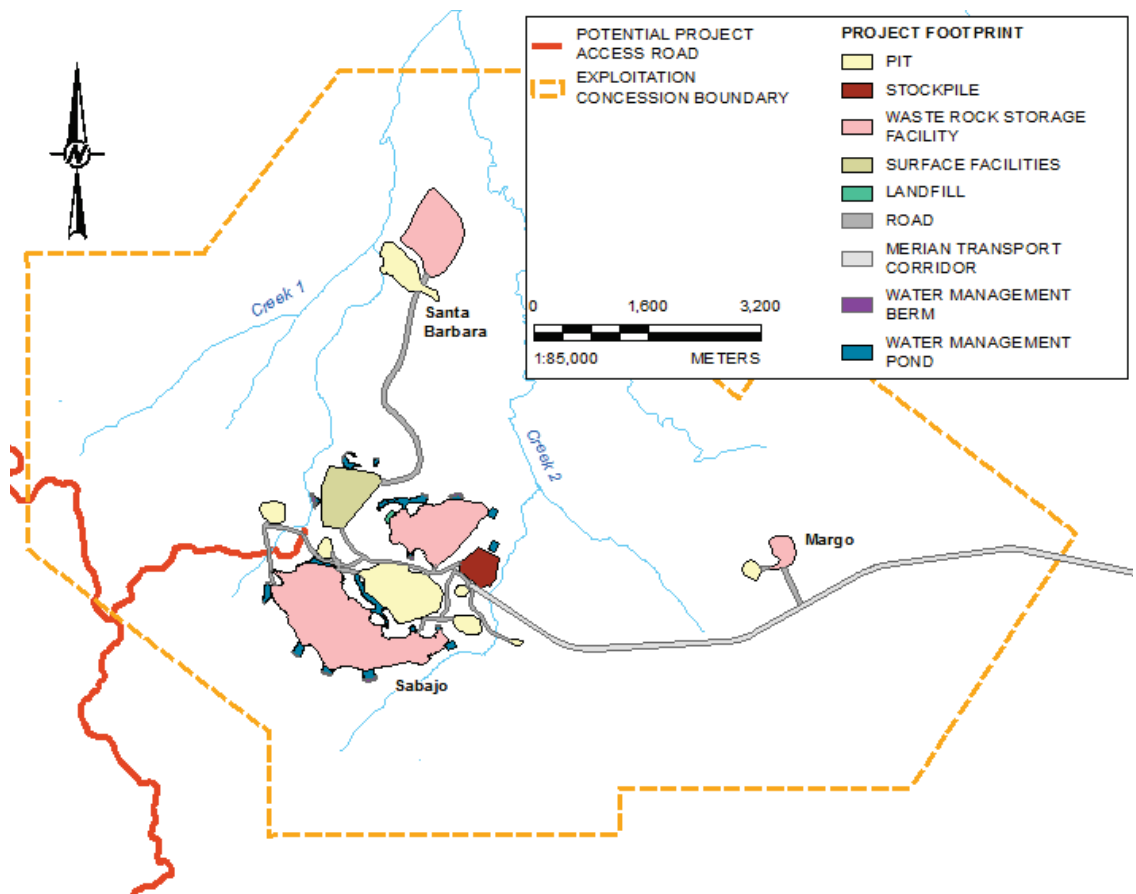 POTENTIAL PROJECT
ACCESS ROAD
EXPLOITATION
CONCESSION BOUNDARY
PROJECT FOOTPRINT
PIT
STOCKPILE
WASTE ROCK STORAGE
FACILITY
SURFACE FACILITIES
LANDFILL
ROAD
MERIAN TRANSPORT
CORRIDOR
WATER MANAGEMENT
BERM
WATER MANAGEMENT
POND
0 1,600 3,200
1:85,000 METERS
N
Creek 1
Santa
Barbara
Creek 2
Margo
Sabajo